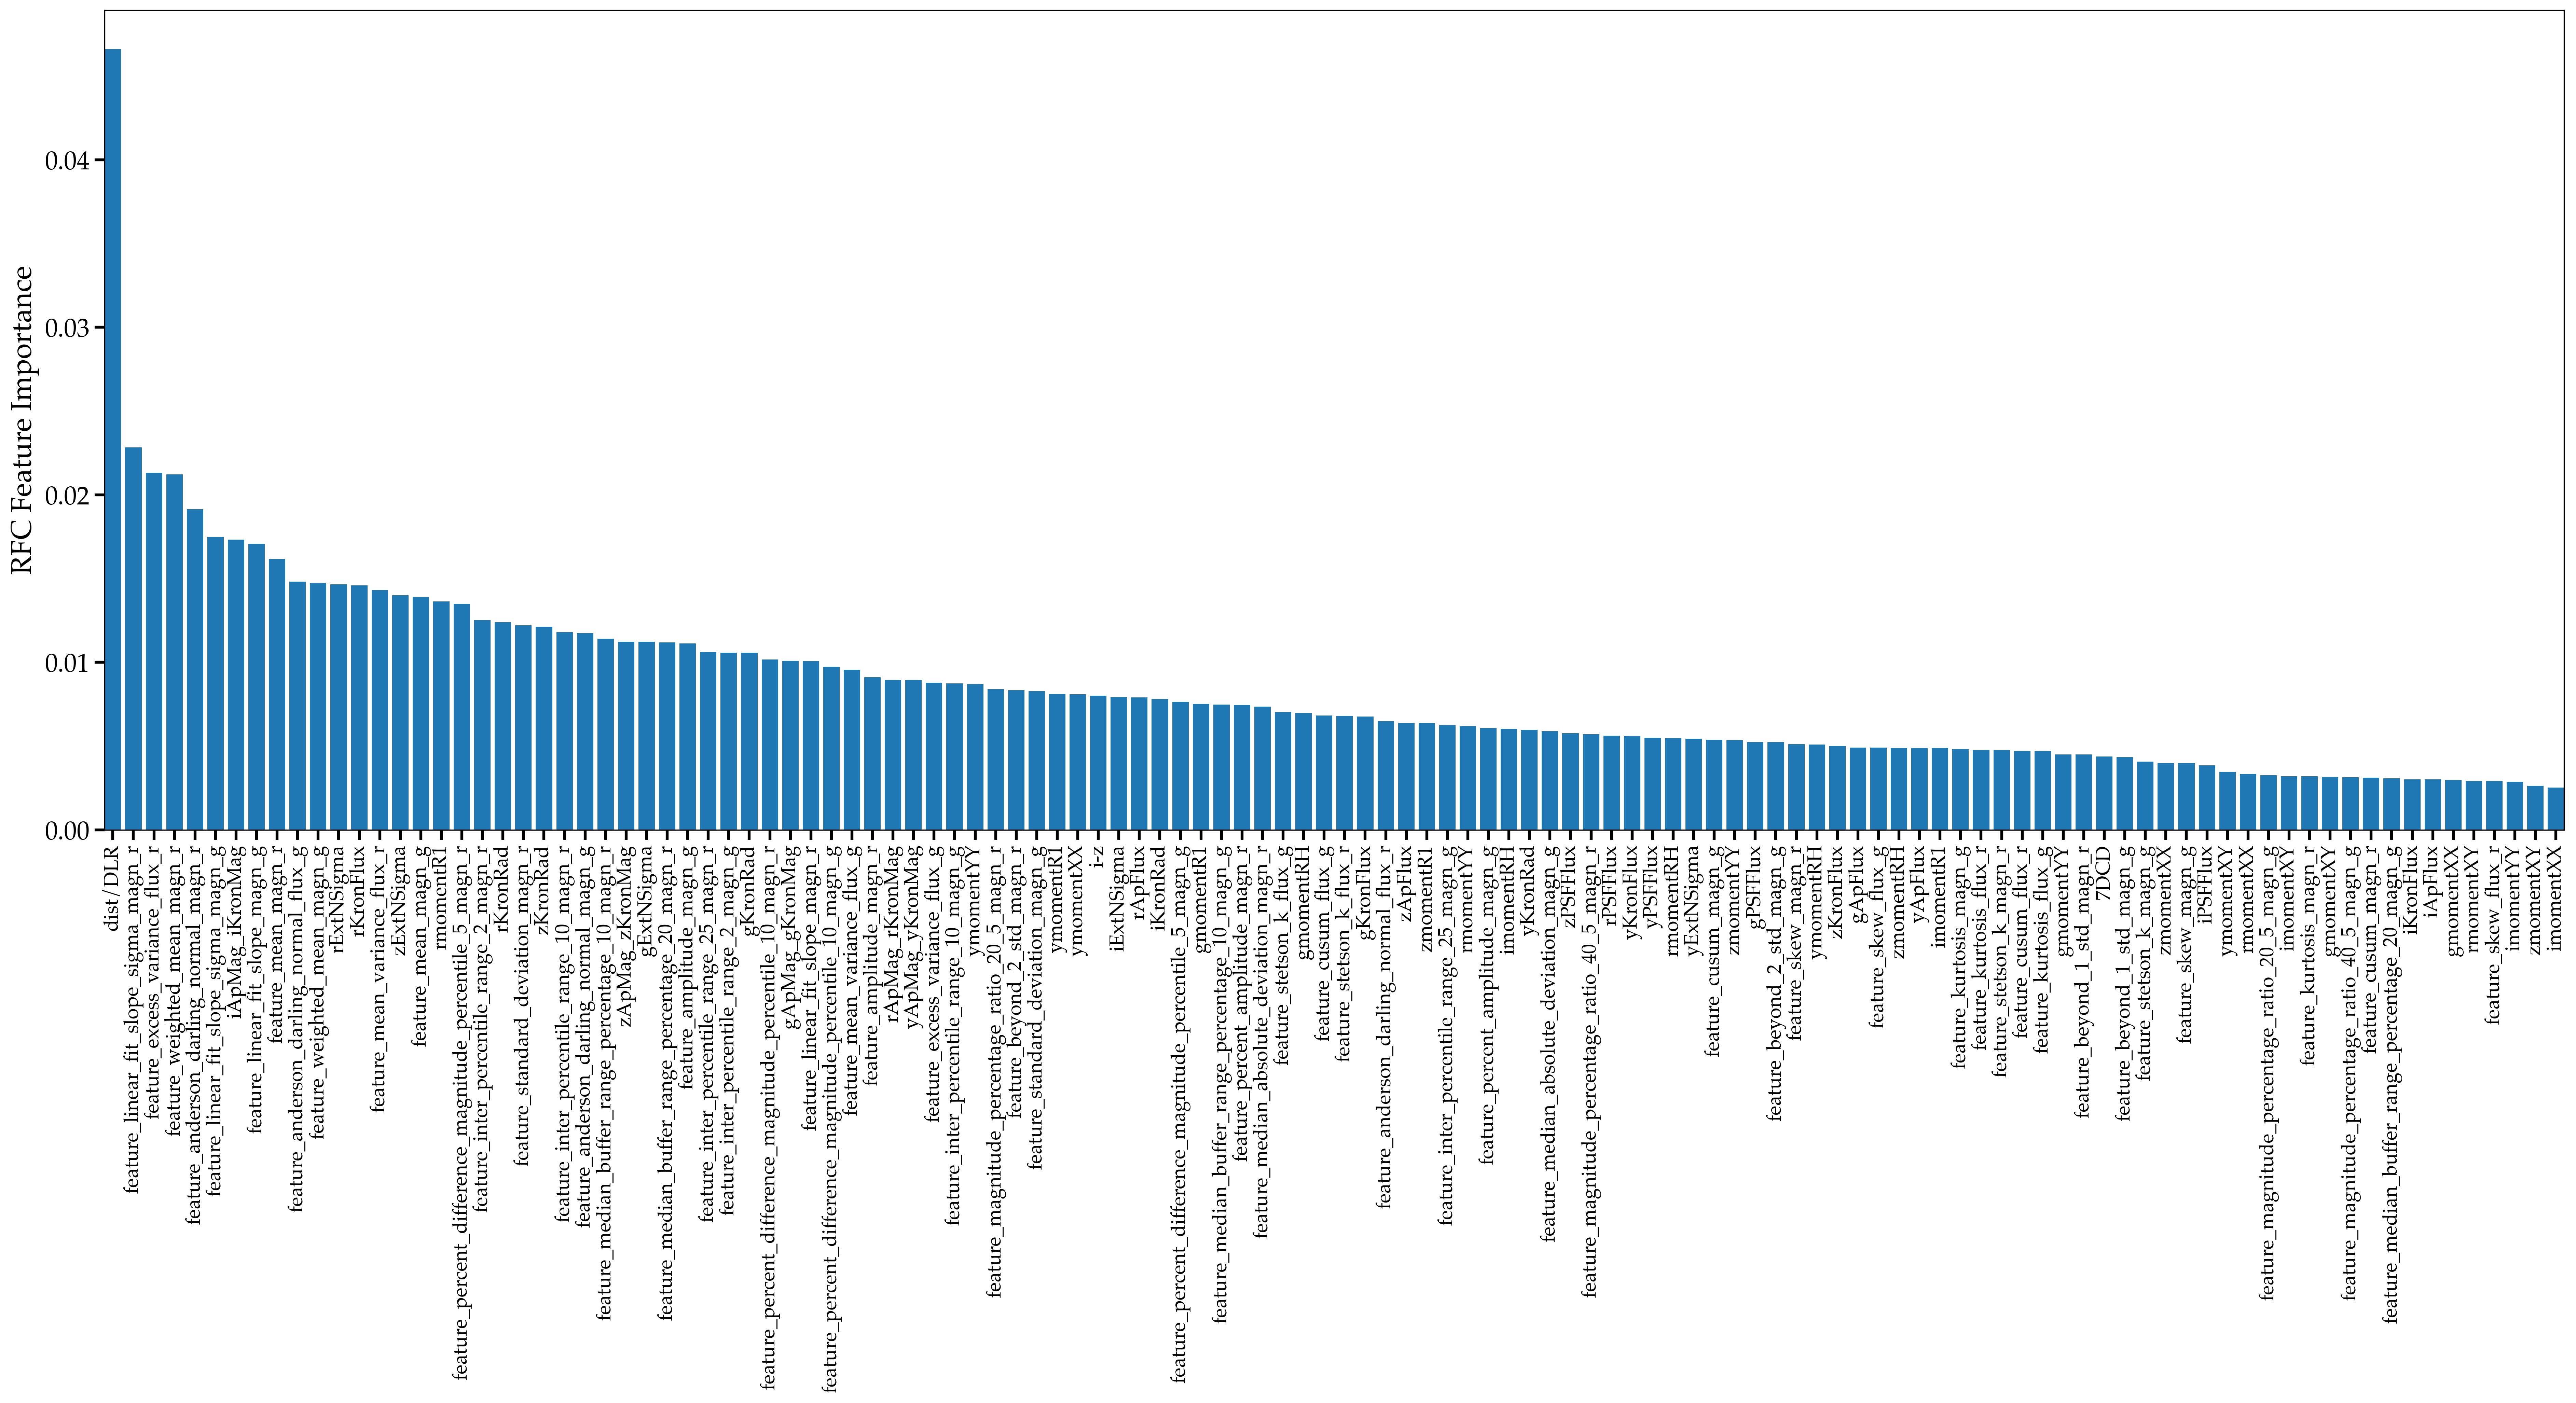 RFC Feature Importance
0.04
0.03
0.02
0.01
0.00
dist/DLR
feature_linear_fit_slope_sigma_magn_r
feature_excess_variance_flux_r
feature_weighted_mean_magn_r
feature_anderson_darling_normal_magn_r
feature_linear_fit_slope_sigma_magn_g
iApMag_iKronMag
feature_linear_fit_slope_magn_g
feature_mean_magn_r
feature_anderson_darling_normal_flux_g
feature_weighted_mean_magn_g
rExtNSigma
rKronFlux
feature_mean_variance_flux_r
zExtNSigma
feature_mean_magn_g
rmomentR1
feature_percent_difference_magnitude_percentile_5_magn_r
feature_inter_percentile_range_2_magn_r
rKronRad
feature_standard_deviation_magn_r
zKronRad
feature_inter_percentile_range_10_magn_r
feature_anderson_darling_normal_magn_g
feature_median_buffer_range_percentage_10_magn_r
zApMag_zKronMag
gExtNSigma
feature_median_buffer_range_percentage_20_magn_r
feature_amplitude_magn_g
feature_inter_percentile_range_25_magn_r
feature_inter_percentile_range_2_magn_g
gKronRad
feature_percent_difference_magnitude_percentile_10_magn_r
gApMag_gKronMag
feature_linear_fit_slope_magn_r
feature_percent_difference_magnitude_percentile_10_magn_g
feature_mean_variance_flux_g
feature_amplitude_magn_r
rApMag_rKronMag
yApMag_yKronMag
feature_excess_variance_flux_g
feature_inter_percentile_range_10_magn_g
ymomentYY
feature_magnitude_percentage_ratio_20_5_magn_r
feature_beyond_2_std_magn_r
feature_standard_deviation_magn_g
ymomentR1
ymomentXX
i-z
iExtNSigma
rApFlux
iKronRad
feature_percent_difference_magnitude_percentile_5_magn_g
gmomentR1
feature_median_buffer_range_percentage_10_magn_g
feature_percent_amplitude_magn_r
feature_median_absolute_deviation_magn_r
feature_stetson_k_flux_g
gmomentRH
feature_cusum_flux_g
feature_stetson_k_flux_r
gKronFlux
feature_anderson_darling_normal_flux_r
zApFlux
zmomentR1
feature_inter_percentile_range_25_magn_g
rmomentYY
feature_percent_amplitude_magn_g
imomentRH
yKronRad
feature_median_absolute_deviation_magn_g
zPSFFlux
feature_magnitude_percentage_ratio_40_5_magn_r
rPSFFlux
yKronFlux
yPSFFlux
rmomentRH
yExtNSigma
feature_cusum_magn_g
zmomentYY
gPSFFlux
feature_beyond_2_std_magn_g
feature_skew_magn_r
ymomentRH
zKronFlux
gApFlux
feature_skew_flux_g
zmomentRH
yApFlux
imomentR1
feature_kurtosis_magn_g
feature_kurtosis_flux_r
feature_stetson_k_magn_r
feature_cusum_flux_r
feature_kurtosis_flux_g
gmomentYY
feature_beyond_1_std_magn_r
7DCD
feature_beyond_1_std_magn_g
feature_stetson_k_magn_g
zmomentXX
feature_skew_magn_g
iPSFFlux
ymomentXY
rmomentXX
feature_magnitude_percentage_ratio_20_5_magn_g
imomentXY
feature_kurtosis_magn_r
gmomentXY
feature_magnitude_percentage_ratio_40_5_magn_g
feature_cusum_magn_r
feature_median_buffer_range_percentage_20_magn_g
iKronFlux
iApFlux
gmomentXX
rmomentXY
feature_skew_flux_r
imomentYY
zmomentXY
imomentXX